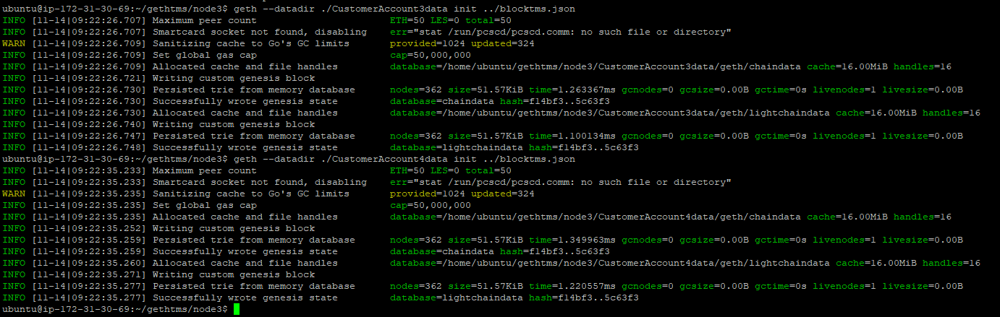 ubuntu@ip-172-31-30-69:~/gethtms/node3$ geth --datadir ./CustomerAccount3data init ../blocktms.json
INFO [11-14|09:22:26.707] Maximum peer count ETH=50 LES=0 total=50
INFO [11-14|09:22:26.707] Smartcard socket not found, disabling err="stat /run/pcscd/pcscd.comm: no such file or directory"
WARN [11-14|09:22:26.709] Sanitizing cache to Go's GC limits provided=1024 updated=324
INFO [11-14|09:22:26.709] Set global gas cap cap=50,000,000
INFO [11-14|09:22:26.709] Allocated cache and file handles database=/home/ubuntu/gethtms/node3/CustomerAccount3data/geth/chaindata cache=16.00MiB handles=16
INFO [11-14|09:22:26.721] Writing custom genesis block
INFO [11-14|09:22:26.730] Persisted trie from memory database nodes=362 size=51.57KiB time=1.263367ms gcnodes=0 gcsize=0.00B gctime=0s livenodes=1 livesize=0.00B
INFO [11-14|09:22:26.730] Successfully wrote genesis state database=chaindata hash=f14bf3..5c63f3
INFO [11-14|09:22:26.730] Allocated cache and file handles database=/home/ubuntu/gethtms/node3/CustomerAccount3data/geth/lightchaindata cache=16.00MiB handles=16
INFO [11-14|09:22:26.740] Writing custom genesis block
INFO [11-14|09:22:26.747] Persisted trie from memory database nodes=362 size=51.57KiB time=1.100134ms gcnodes=0 gcsize=0.00B gctime=0s livenodes=1 livesize=0.00B
INFO [11-14|09:22:26.748] Successfully wrote genesis state database=lightchaindata hash=f14bf3..5c63f3
ubuntu@ip-172-31-30-69:~/gethtms/node3$ geth --datadir ./CustomerAccount4data init ../blocktms.json
INFO [11-14|09:22:35.233] Maximum peer count ETH=50 LES=0 total=50
INFO [11-14|09:22:35.233] Smartcard socket not found, disabling err="stat /run/pcscd/pcscd.comm: no such file or directory"
WARN [11-14|09:22:35.235] Sanitizing cache to Go's GC limits provided=1024 updated=324
INFO [11-14|09:22:35.235] Set global gas cap cap=50,000,000
INFO [11-14|09:22:35.235] Allocated cache and file handles database=/home/ubuntu/gethtms/node3/CustomerAccount4data/geth/chaindata cache=16.00MiB handles=16
INFO [11-14|09:22:35.252] Writing custom genesis block
INFO [11-14|09:22:35.259] Persisted trie from memory database nodes=362 size=51.57KiB time=1.349963ms gcnodes=0 gcsize=0.00B gctime=0s livenodes=1 livesize=0.00B
INFO [11-14|09:22:35.259] Successfully wrote genesis state database=chaindata hash=f14bf3..5c63f3
INFO [11-14|09:22:35.260] Allocated cache and file handles database=/home/ubuntu/gethtms/node3/CustomerAccount4data/geth/lightchaindata cache=16.00MiB handles=16
INFO [11-14|09:22:35.271] Writing custom genesis block
INFO [11-14|09:22:35.277] Persisted trie from memory database nodes=362 size=51.57KiB time=1.220557ms gcnodes=0 gcsize=0.00B gctime=0s livenodes=1 livesize=0.00B
INFO [11-14|09:22:35.277] Successfully wrote genesis state database=lightchaindata hash=f14bf3..5c63f3
ubuntu@ip-172-31-30-69:~/gethtms/node3$